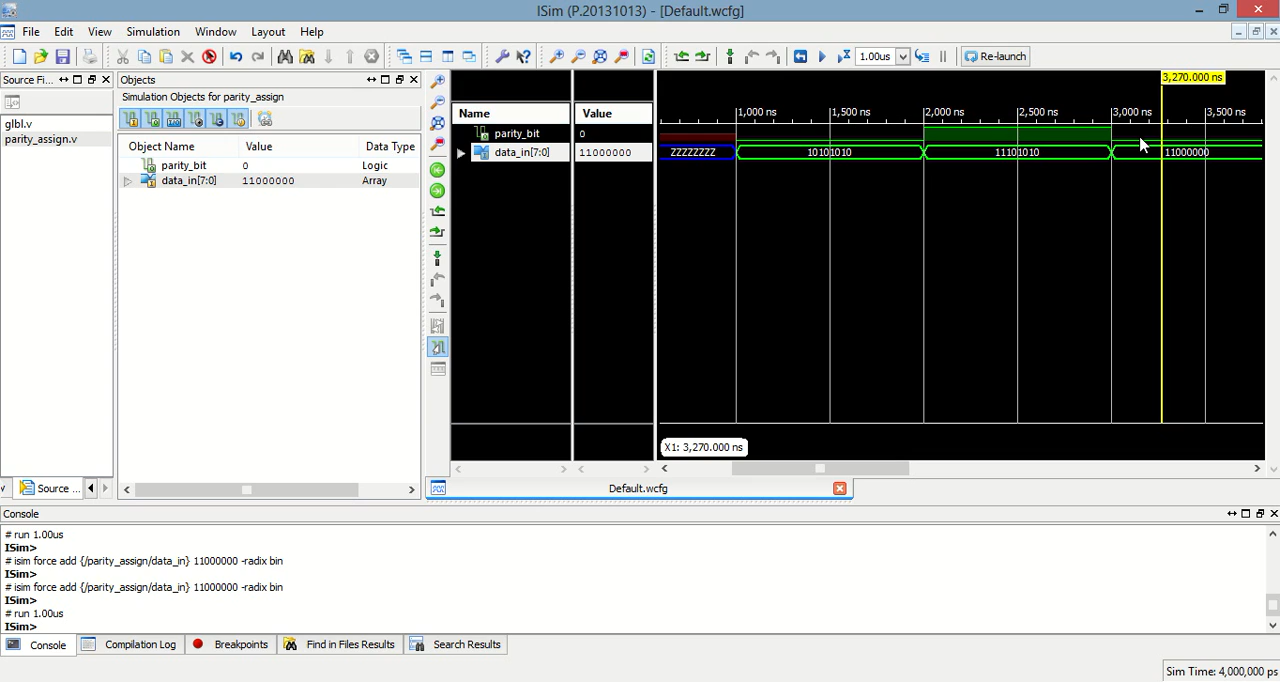 ISim (P.20131013) - [Default.wcfg]
File Edit View Simulation Window Layout Help
1.00us Re-launch
Source Fi...
glbl.v
parity_assign.v
Source ...
Objects
Simulation Objects for parity_assign
Object Name Value Data Type
parity_bit 0 Logic
data_in[7:0] 11000000 Array
Name Value
parity_bit 0
data_in[7:0] 11000000
3,270.000 ns
1,000 ns 1,500 ns 2,000 ns 2,500 ns 3,000 ns 3,500 ns
ZZZZZZZZ 10101010 11101010 11000000
X1: 3,270.000 ns
Default.wcfg
Console
# run 1.00us
ISim>
# isim force add {/parity_assign/data_in} 11000000 -radix bin
ISim>
# isim force add {/parity_assign/data_in} 11000000 -radix bin
ISim>
# run 1.00us
ISim>
Console Compilation Log Breakpoints Find in Files Results Search Results
Sim Time: 4,000,000 ps